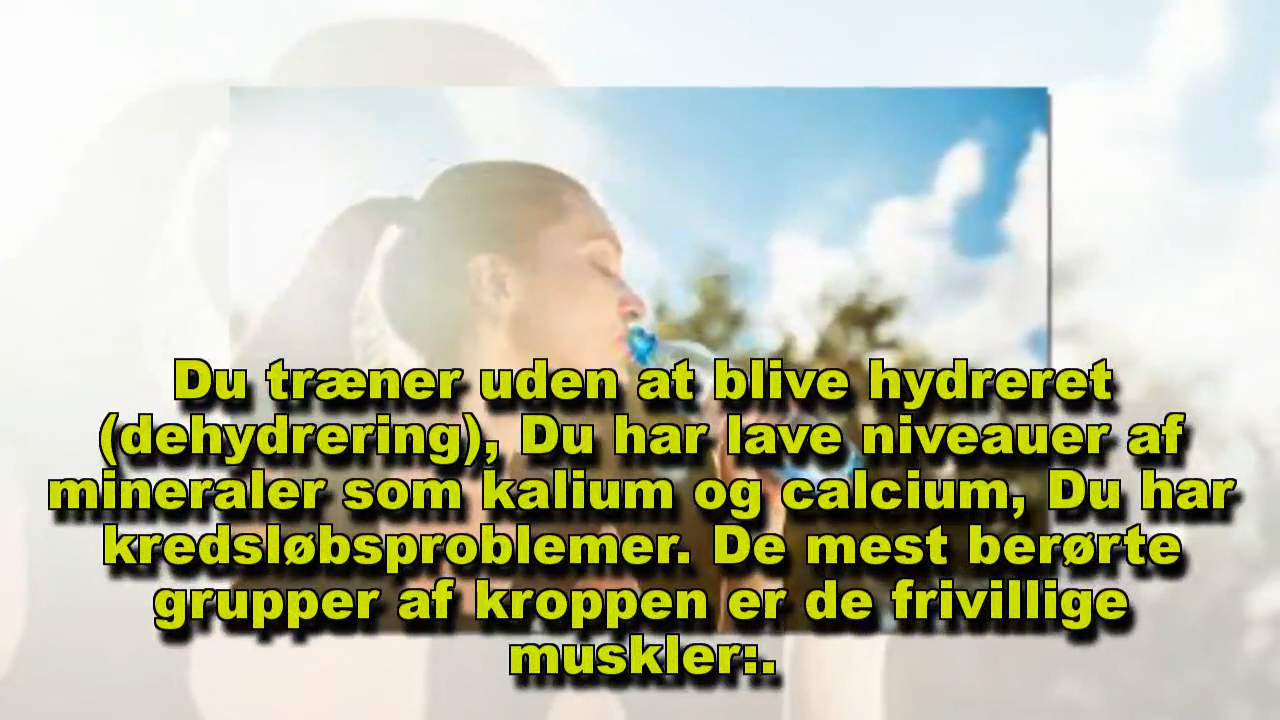 Du træner uden at blive hydreret
(dehydrering), Du har lave niveauer af
mineraler som kalium og calcium, Du har
kredsløbsproblemer. De mest berørte
grupper af kroppen er de frivillige
muskler:.